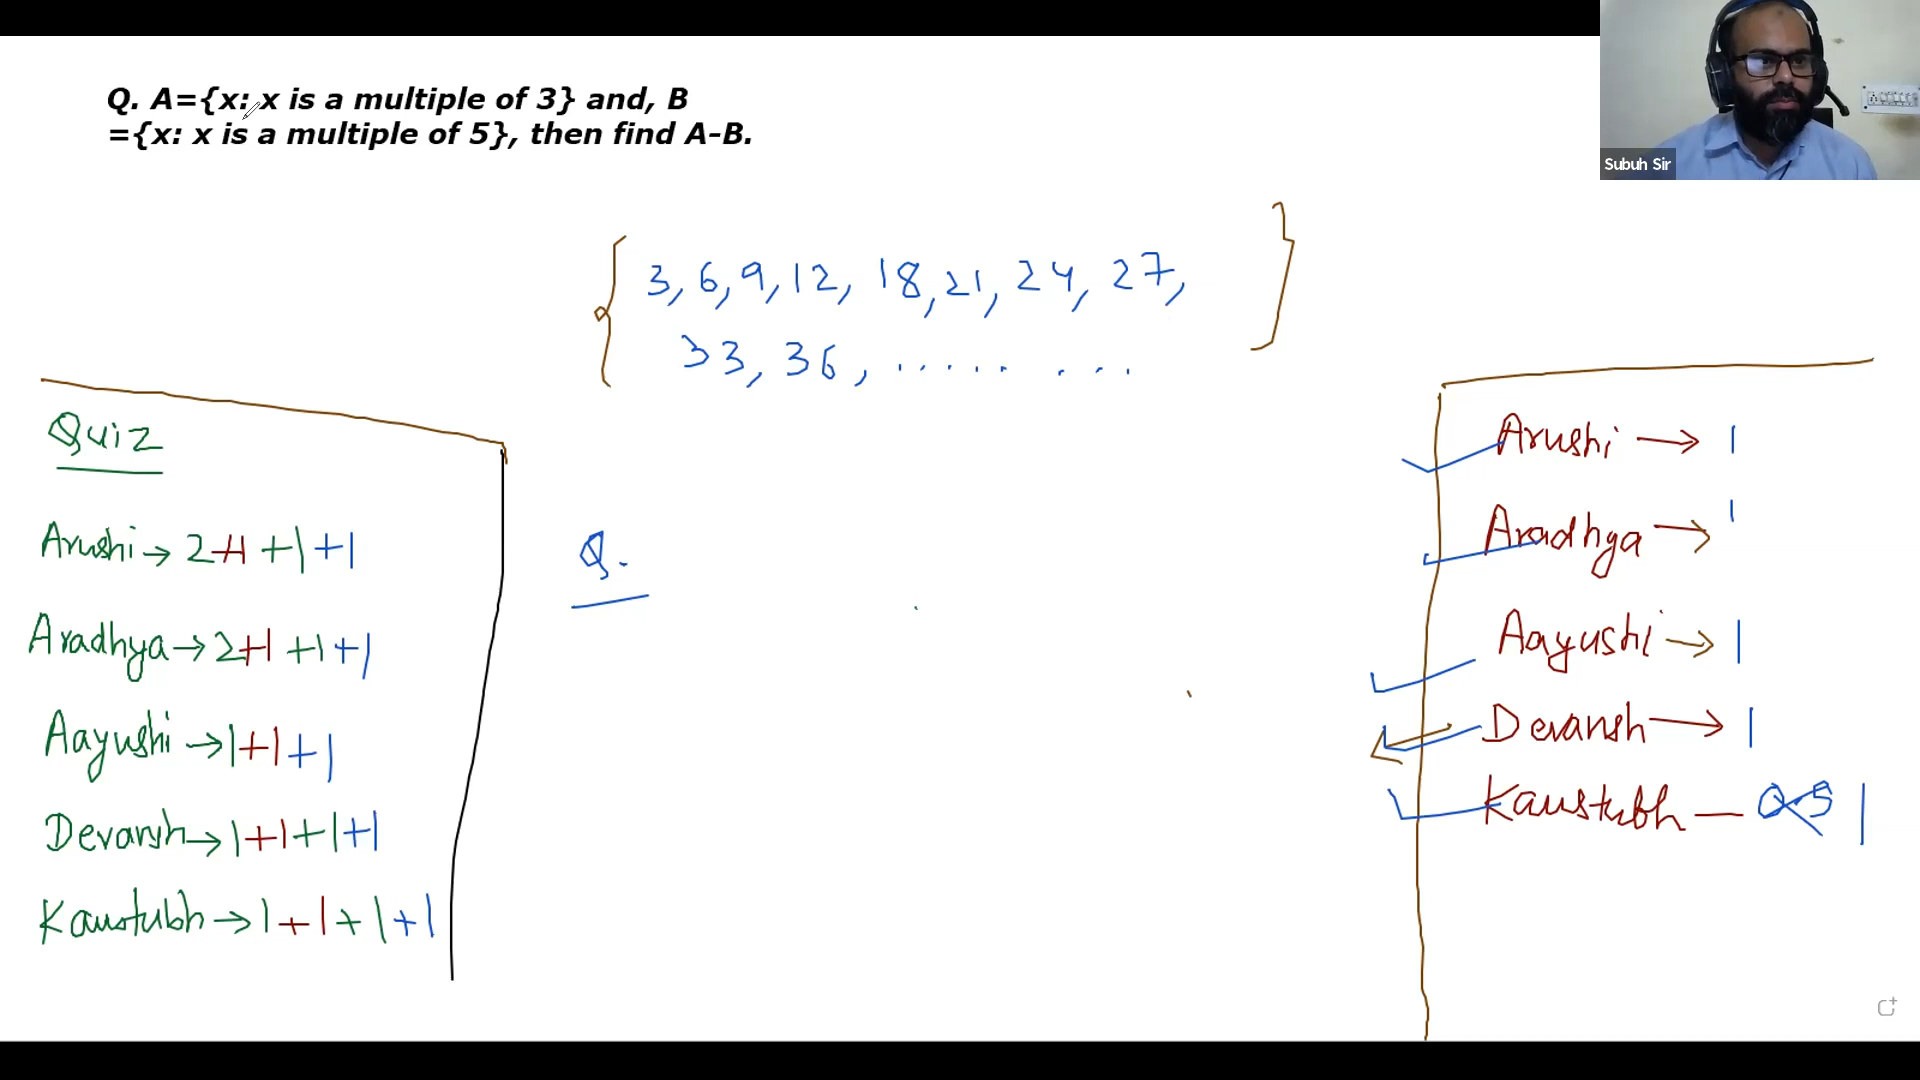 Q. A={x: x is a multiple of 3} and, B
={x: x is a multiple of 5}, then find A-B.
Subuh Sir
{3, 6, 9, 12, 18, 21, 24, 27,
33, 36, ..... ...}
Quiz
Arushi → 2+1 +1+1
Aradhya → 2+1 +1+1
Aayushi → 1+1+1
Devansh → 1+1+1+1
Kaustubh → 1+1+1+1
Q.
Arushi → 1
Aradhya → 1
Aayushi → 1
Devansh → 1
Kaustubh — 0.5 1